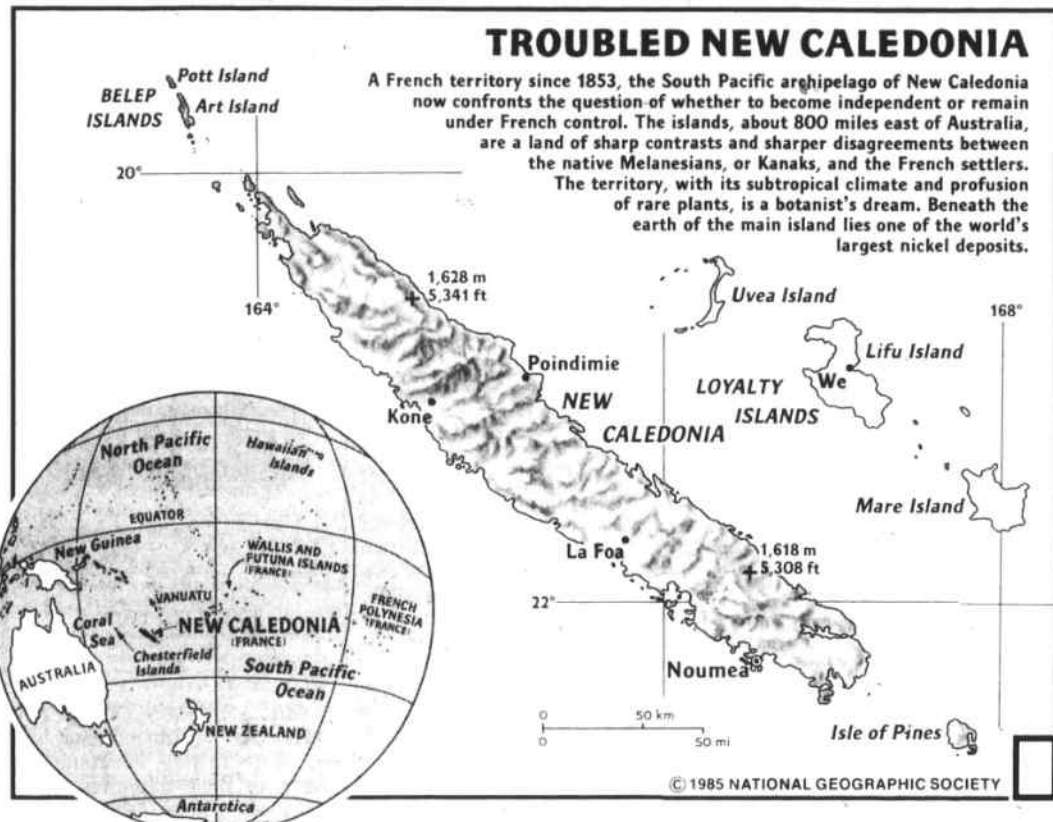 TROUBLED NEW CALEDONIA
A French territory since 1853, the South Pacific archipelago of New Caledonia
now confronts the question of whether to become independent or remain
under French control. The islands, about 800 miles east of Australia,
are a land of sharp contrasts and sharper disagreements between
the native Melanesians, or Kanaks, and the French settlers.
The territory, with its subtropical climate and profusion
of rare plants, is a botanist's dream. Beneath the
earth of the main island lies one of the world's
largest nickel deposits.
Pott Island
BELEP
ISLANDS
Art Island
20°
164°
1,628 m
5,341 ft
Uvea Island
168°
Lifu Island
We
LOYALTY
ISLANDS
Poindimie
Kone
NEW
CALEDONIA
Mare Island
La Foa
1,618 m
5,308 ft
22°
Noumea
Isle of Pines
0 50 km
0 50 mi
North Pacific
Ocean
Hawaiian
Islands
EQUATOR
New Guinea
WALLIS AND
FUTUNA ISLANDS
(FRANCE)
VANUATU
FRENCH
POLYNESIA
(FRANCE)
Coral
Sea
NEW CALEDONIA
(FRANCE)
Chesterfield
Islands
AUSTRALIA
South Pacific
Ocean
NEW ZEALAND
Antarctica
© 1985 NATIONAL GEOGRAPHIC SOCIETY